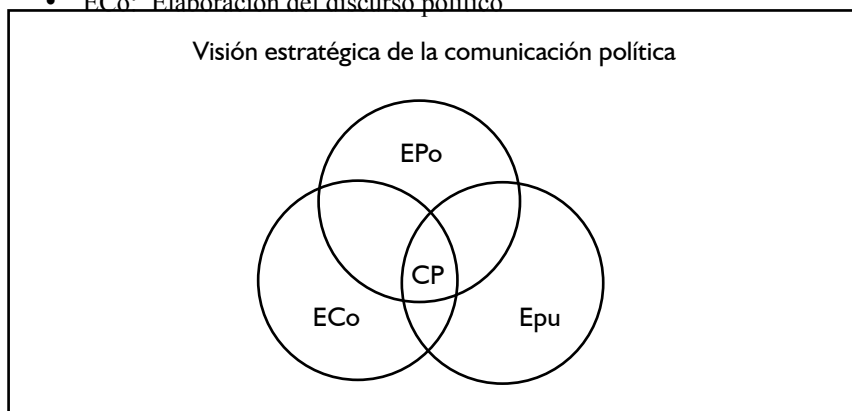 • ECo: Elaboración del discurso político
Visión estratégica de la comunicación política
EPo
CP
ECo
Epu